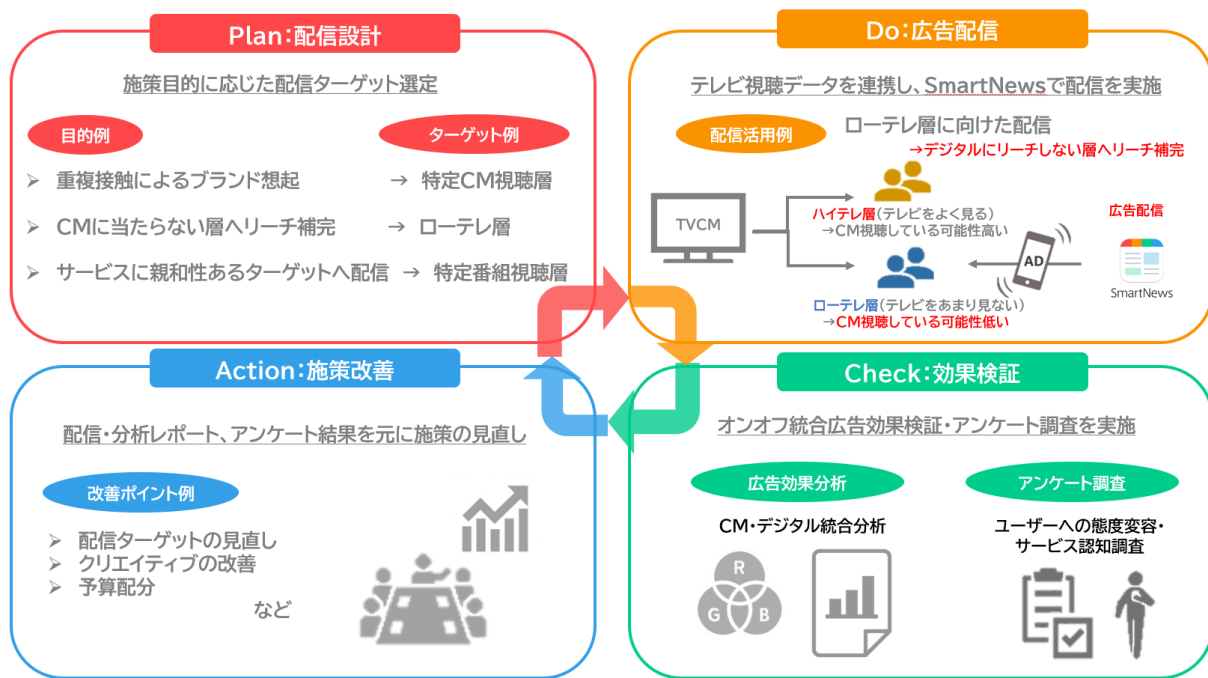 Plan：配信設計
施策目的に応じた配信ターゲット選定
目的例
ターゲット例
➢ 重複接触によるブランド想起 → 特定CM視聴層
➢ CMに当たらない層へリーチ補完 → ローテレ層
➢ サービスに親和性あるターゲットへ配信 → 特定番組視聴層
Do：広告配信
テレビ視聴データを連携し、SmartNewsで配信を実施
配信活用例
ローテレ層に向けた配信
→デジタルにリーチしない層へリーチ補完
TVCM
ハイテレ層(テレビをよく見る)
→CM視聴している可能性高い
広告配信
AD
SmartNews
ローテレ層(テレビをあまり見ない)
→CM視聴している可能性低い
Action：施策改善
配信・分析レポート、アンケート結果を元に施策の見直し
改善ポイント例
➢ 配信ターゲットの見直し
➢ クリエイティブの改善
➢ 予算配分
など
Check：効果検証
オンオフ統合広告効果検証・アンケート調査を実施
広告効果分析
アンケート調査
CM・デジタル統合分析
ユーザーへの態度変容・
サービス認知調査
R
G
B